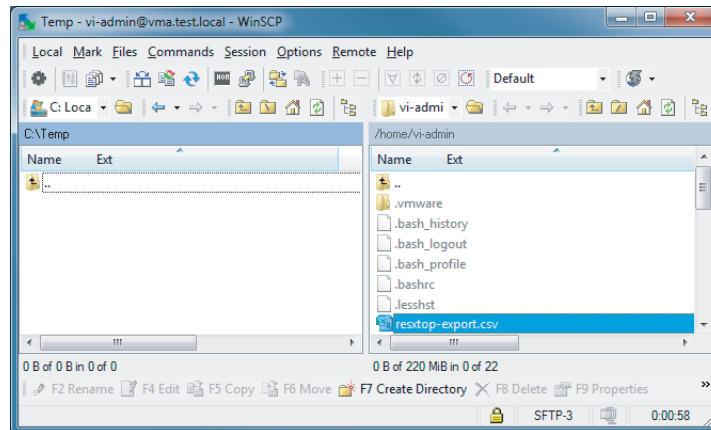 Temp - vi-admin@vma.test.local - WinSCP
Local Mark Files Commands Session Options Remote Help
Default
C: Loca
vi-admi
C:\Temp
/home/vi-admin
Name Ext
Name Ext
..
..
.vmware
.bash_history
.bash_logout
.bash_profile
.bashrc
.lesshst
resxtop-export.csv
0 B of 0 B in 0 of 0
0 B of 220 MiB in 0 of 22
F2 Rename F4 Edit F5 Copy F6 Move F7 Create Directory F8 Delete F9 Properties »
SFTP-3 0:00:58